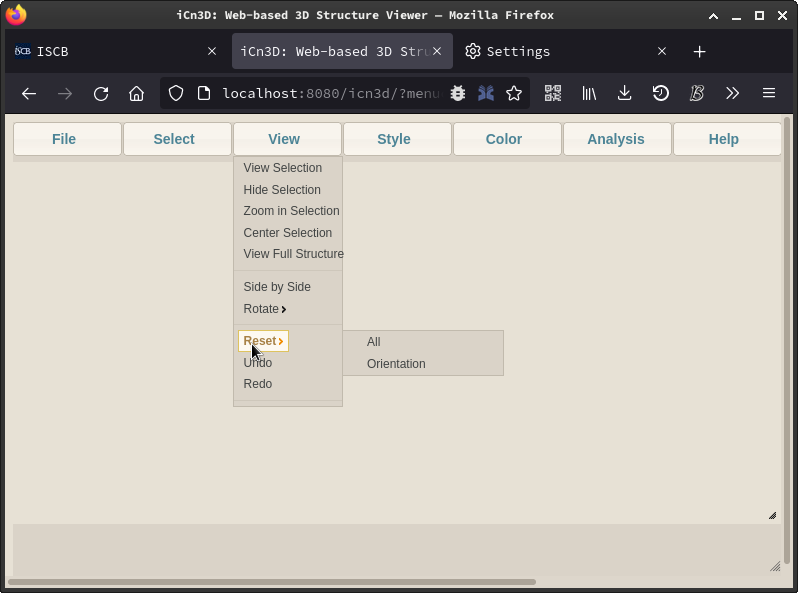 iCn3D: Web-based 3D Structure Viewer — Mozilla Firefox
ISCB
iCn3D: Web-based 3D Stru
Settings
localhost:8080/icn3d/?menu
File
Select
View
Style
Color
Analysis
Help
View Selection
Hide Selection
Zoom in Selection
Center Selection
View Full Structure
Side by Side
Rotate
Reset
All
Undo
Orientation
Redo